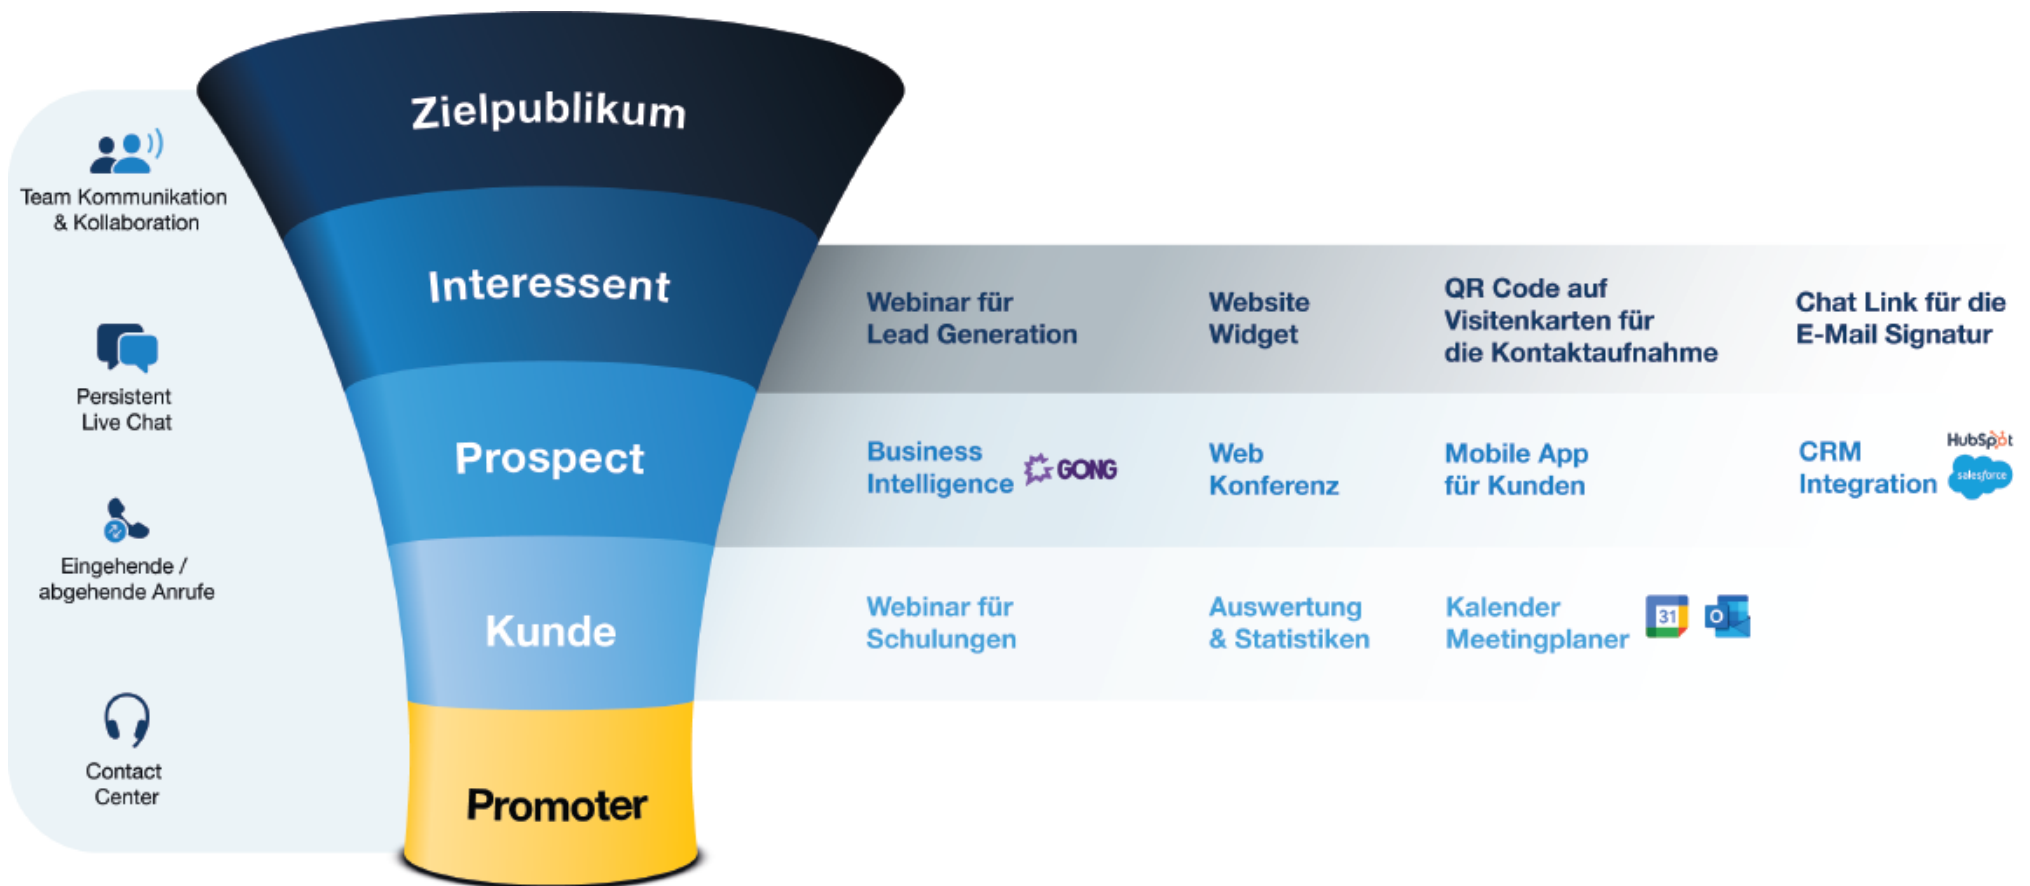 Zielpublikum
Team Kommunikation
& Kollaboration
Interessent
Webinar für
Lead Generation
Website
Widget
QR Code auf
Visitenkarten für
die Kontaktaufnahme
Chat Link für die
E-Mail Signatur
Persistent
Live Chat
Prospect
Business
Intelligence
GONG
Web
Konferenz
Mobile App
für Kunden
CRM
Integration
HubSpot
salesforce
Eingehende /
abgehende Anrufe
Kunde
Webinar für
Schulungen
Auswertung
& Statistiken
Kalender
Meetingplaner
31
O
Contact
Center
Promoter